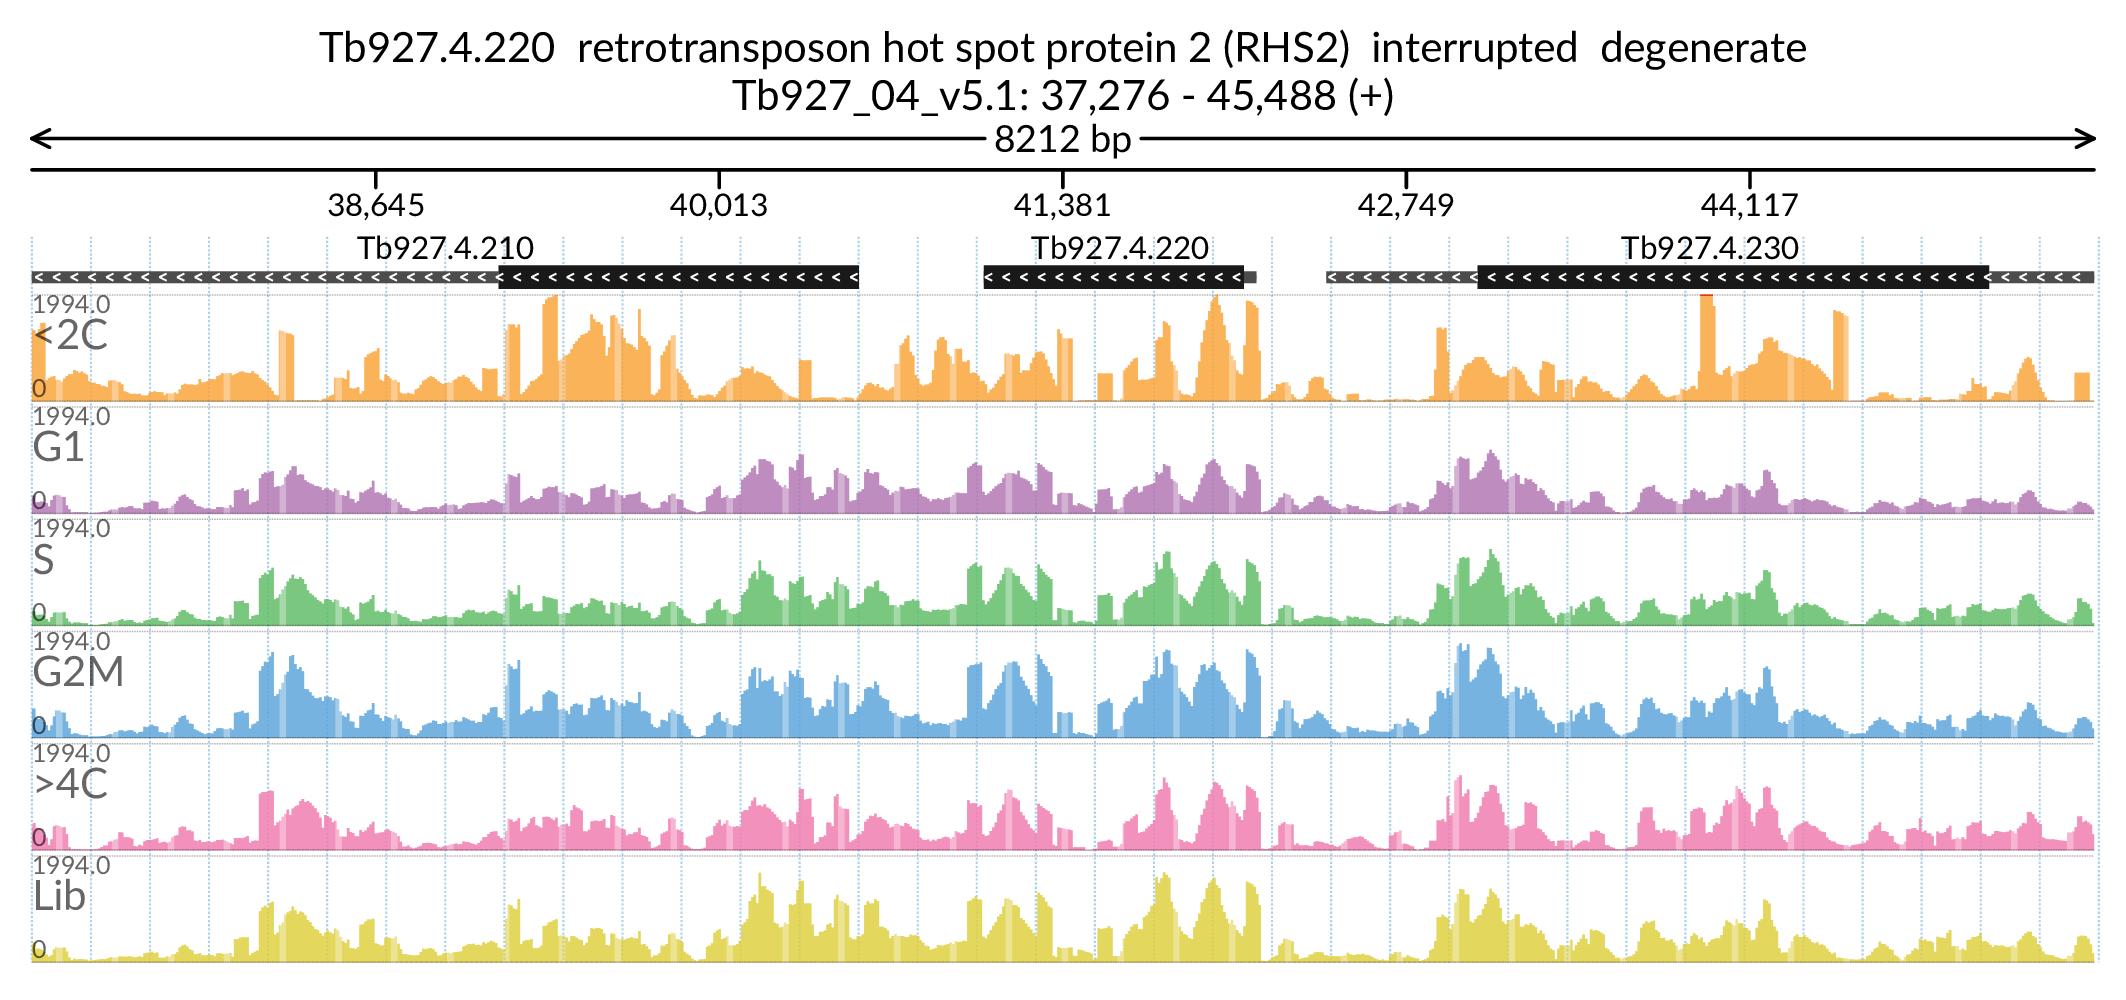 Tb927.4.220 retrotransposon hot spot protein 2 (RHS2) interrupted degenerate
Tb927_04_v5.1: 37,276 - 45,488 (+)
8212 bp
38,645 40,013 41,381 42,749 44,117
Tb927.4.210 Tb927.4.220 Tb927.4.230
1994.0
<2C
0
1994.0
G1
0
1994.0
S
0
1994.0
G2M
0
1994.0
>4C
0
1994.0
Lib
0